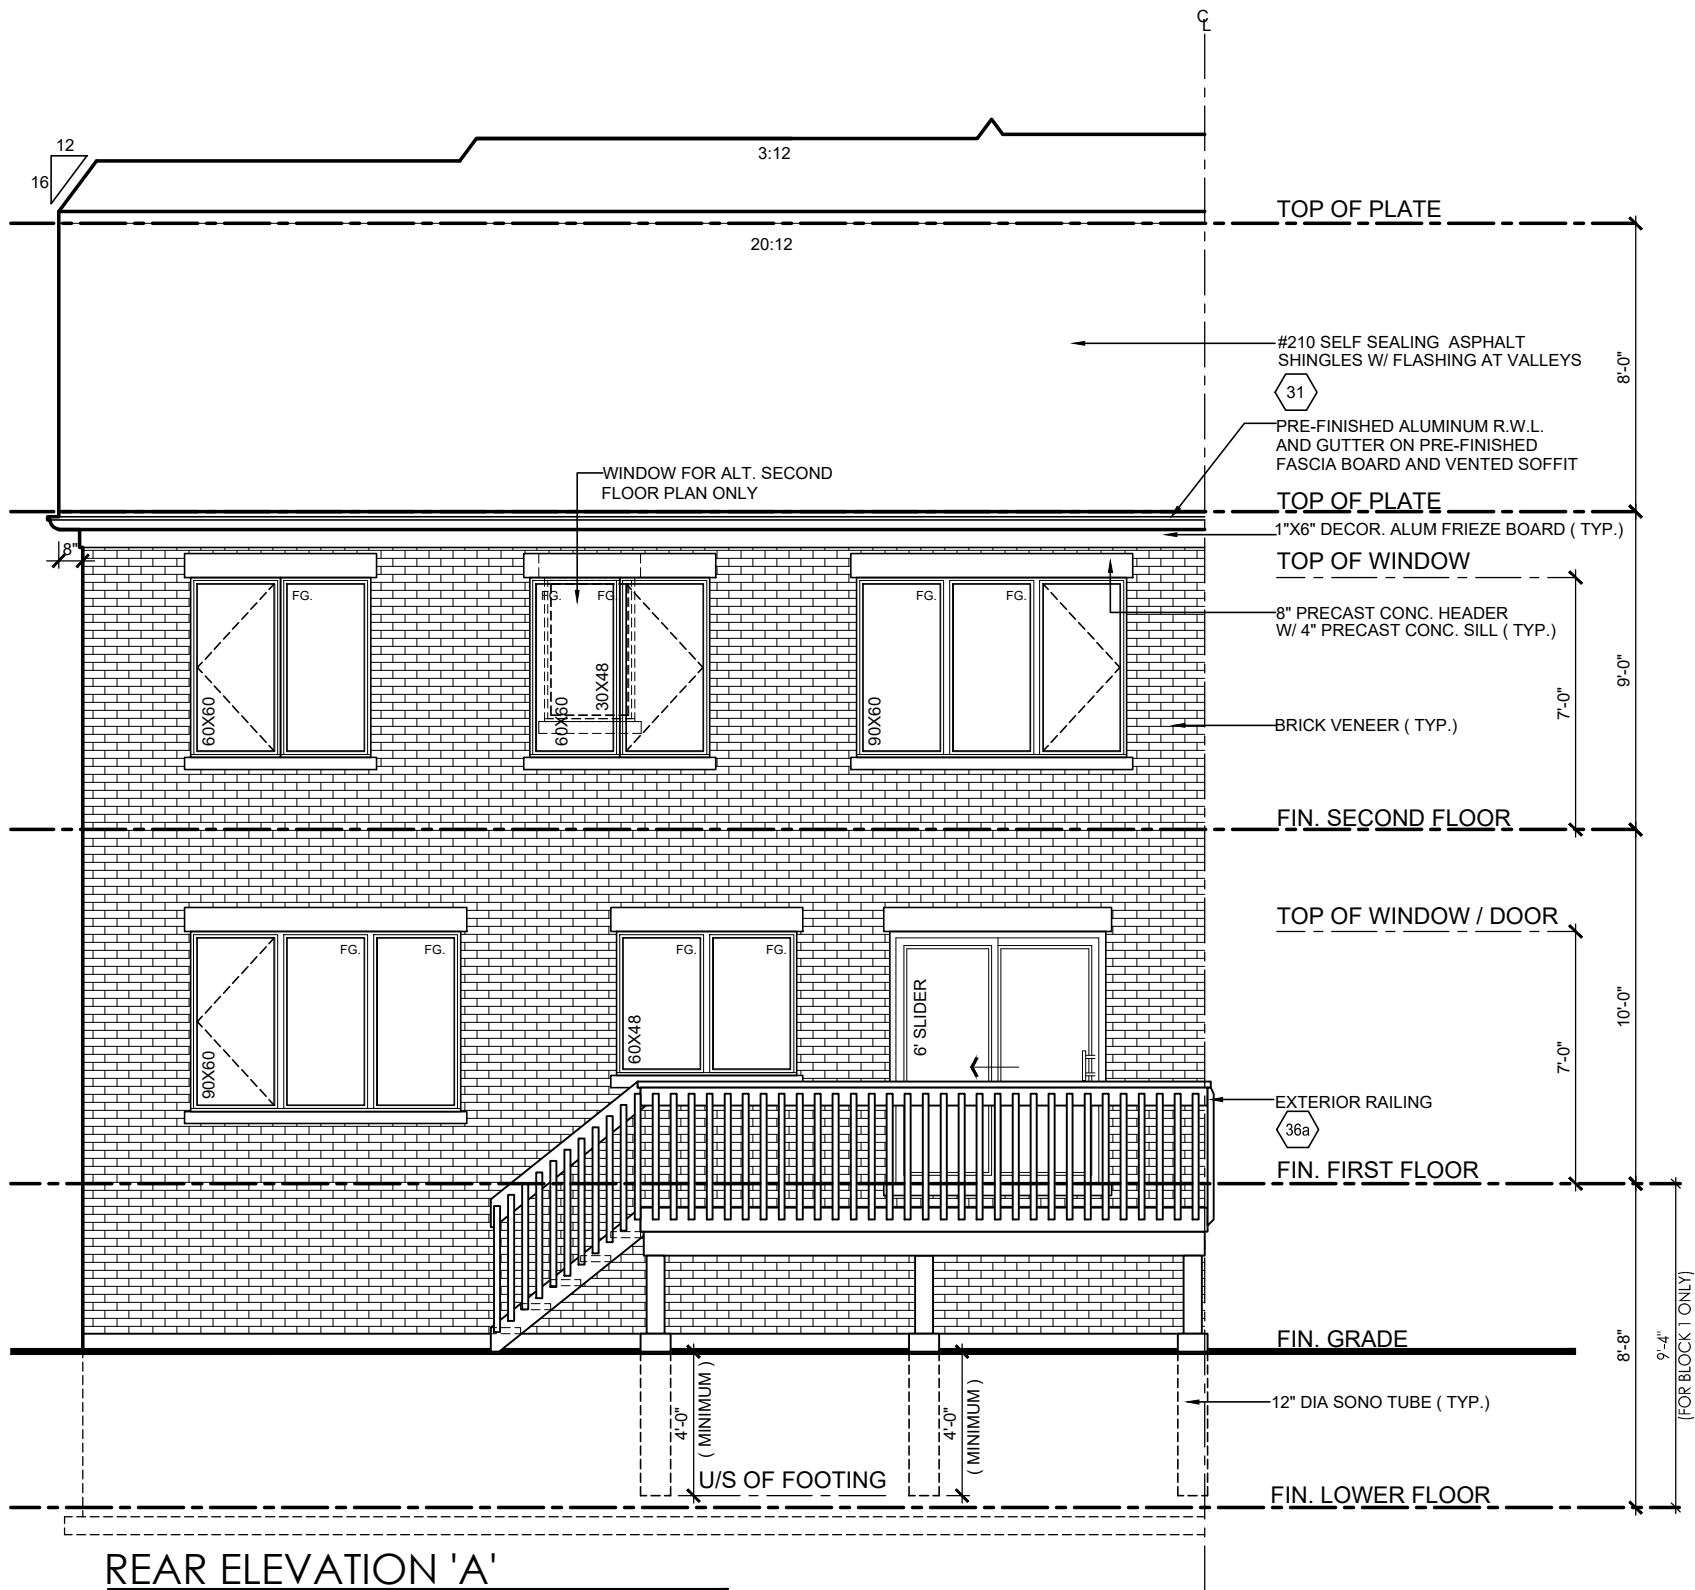 CL
12
16
3:12
TOP OF PLATE
20:12
#210 SELF SEALING ASPHALT
SHINGLES W/ FLASHING AT VALLEYS
31
8'-0"
PRE-FINISHED ALUMINUM R.W.L.
AND GUTTER ON PRE-FINISHED
FASCIA BOARD AND VENTED SOFFIT
WINDOW FOR ALT. SECOND
FLOOR PLAN ONLY
TOP OF PLATE
1"X6" DECOR. ALUM FRIEZE BOARD ( TYP.)
8"
TOP OF WINDOW
FG.
FG.
FG.
FG.
FG.
8" PRECAST CONC. HEADER
W/ 4" PRECAST CONC. SILL ( TYP.)
60X60
60X60
30X48
90X60
7'-0"
9'-0"
BRICK VENEER ( TYP.)
FIN. SECOND FLOOR
TOP OF WINDOW / DOOR
FG.
FG.
FG.
FG.
90X60
60X48
6' SLIDER
7'-0"
10'-0"
EXTERIOR RAILING
36a
FIN. FIRST FLOOR
FIN. GRADE
8'-8"
9'-4"
(FOR BLOCK 1 ONLY)
4'-0"
( MINIMUM )
4'-0"
( MINIMUM )
12" DIA SONO TUBE ( TYP.)
U/S OF FOOTING
FIN. LOWER FLOOR
REAR ELEVATION 'A'